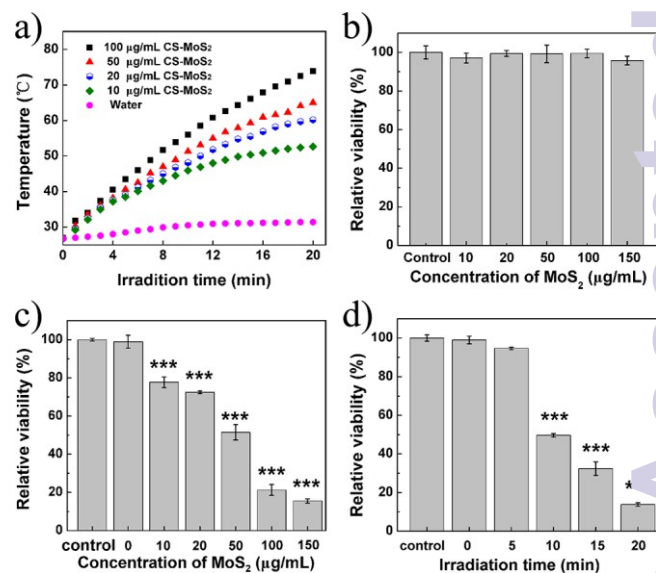 a)
80
70
60
50
40
30
Temperature (℃)
100 μg/mL CS-MoS₂
50 μg/mL CS-MoS₂
20 μg/mL CS-MoS₂
10 μg/mL CS-MoS₂
Water
0 4 8 12 16 20
Irradition time (min)
b)
120
100
80
60
40
20
0
Relative viability (%)
Control 10 20 50 100 150
Concentration of MoS₂ (μg/mL)
c)
120
100
80
60
40
20
0
Relative viability (%)
*** *** *** *** ***
control 0 10 20 50 100 150
Concentration of MoS₂ (μg/mL)
d)
120
100
80
60
40
20
0
Relative viability (%)
*** ***
control 0 5 10 15 20
Irradiation time (min)